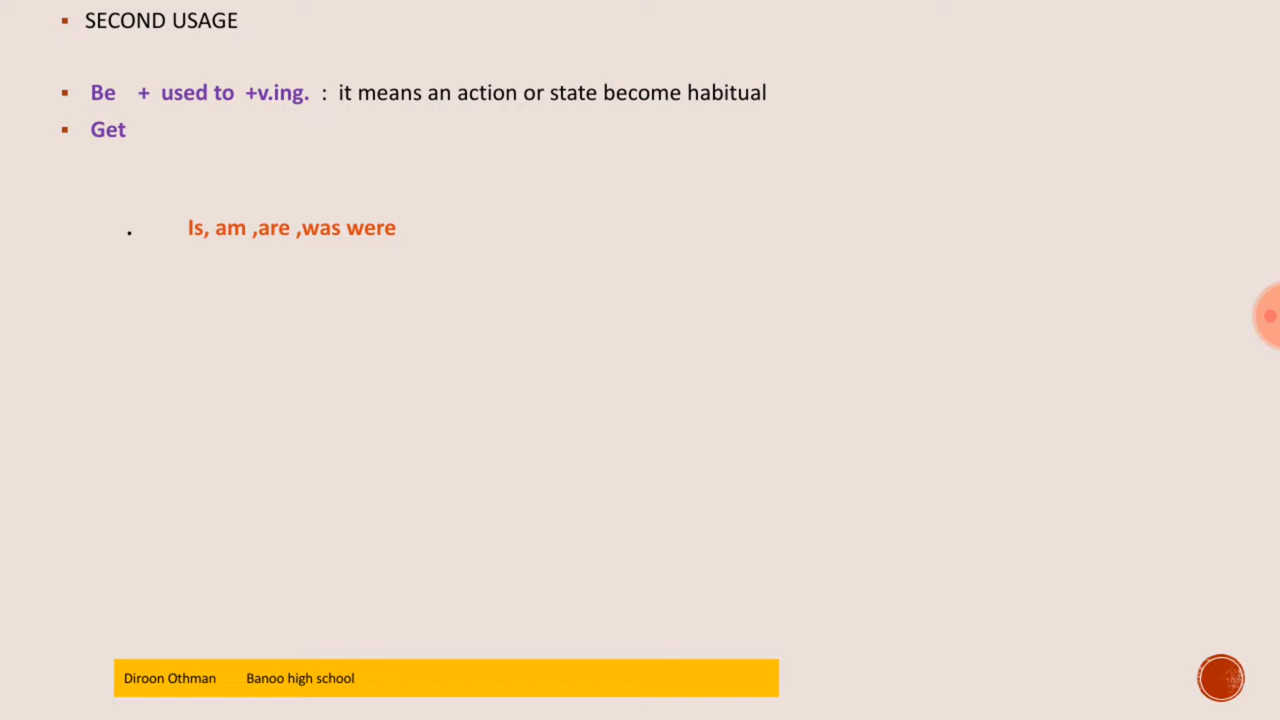 SECOND USAGE
Be + used to +v.ing. : it means an action or state become habitual
Get
. Is, am ,are ,was were
Diroon Othman Banoo high school